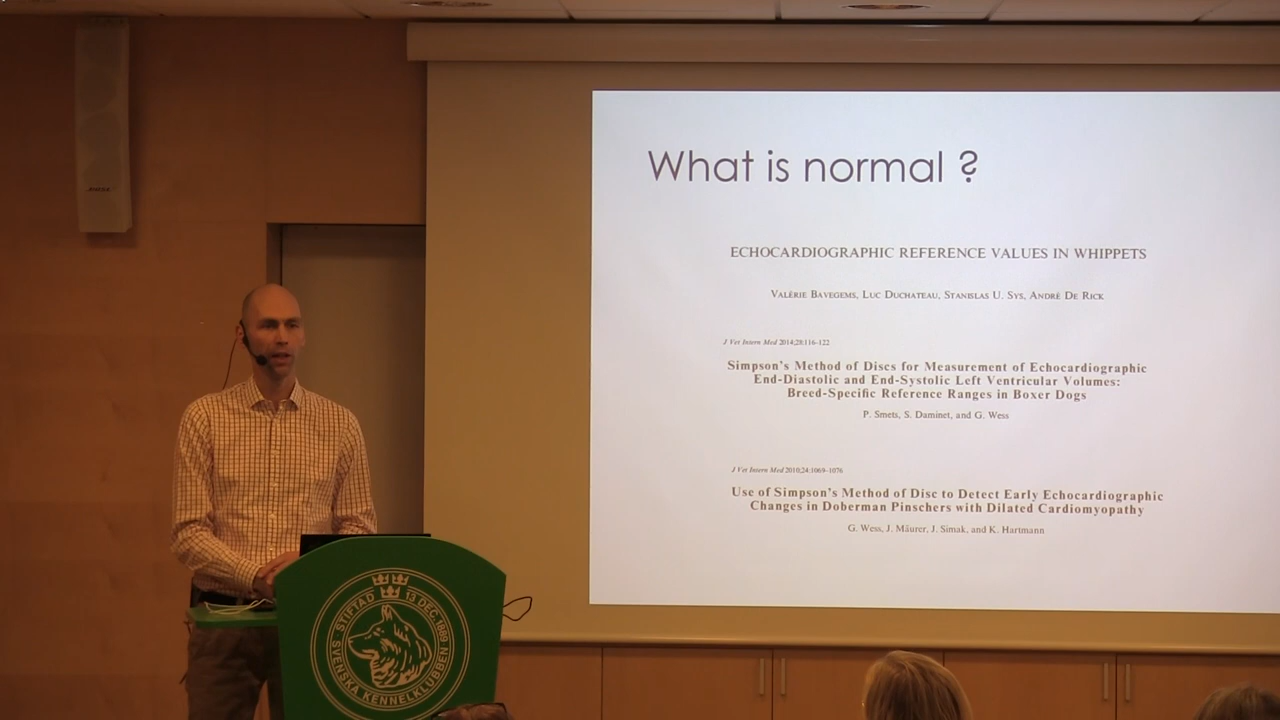 What is normal ?
ECHOCARDIOGRAPHIC REFERENCE VALUES IN WHIPPETS
VALÉRIE BAVEGEMS, LUC DUCHATEAU, STANISLAS U. SYS, ANDRÉ DE RICK
J Vet Intern Med 2014;28:116–122
Simpson's Method of Discs for Measurement of Echocardiographic
End-Diastolic and End-Systolic Left Ventricular Volumes:
Breed-Specific Reference Ranges in Boxer Dogs
P. Smets, S. Daminet, and G. Wess
J Vet Intern Med 2010;24:1069–1076
Use of Simpson's Method of Disc to Detect Early Echocardiographic
Changes in Doberman Pinschers with Dilated Cardiomyopathy
G. Wess, J. Mäurer, J. Simak, and K. Hartmann
STIFTAD 13 DEC. 1889
SVENSKA KENNELKLUBBEN